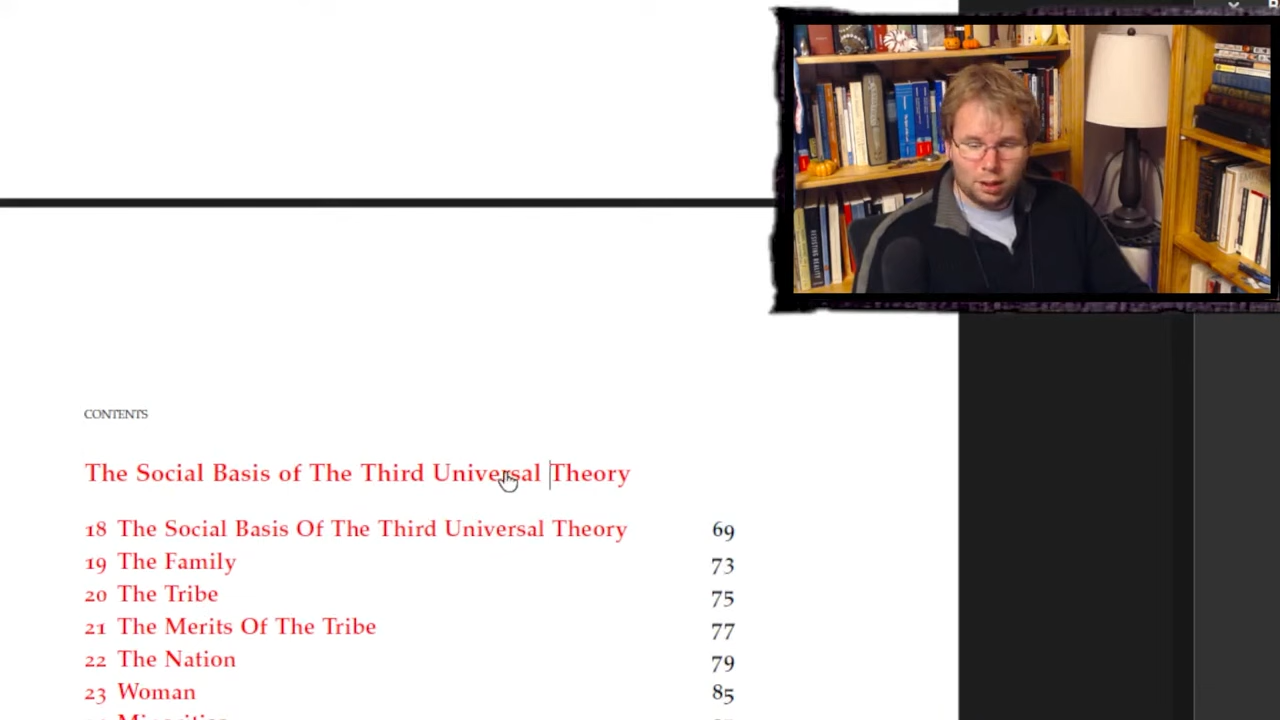 RESISTING REALITY
CONTENTS
The Social Basis of The Third Universal Theory
18 The Social Basis Of The Third Universal Theory 69
19 The Family 73
20 The Tribe 75
21 The Merits Of The Tribe 77
22 The Nation 79
23 Woman 85